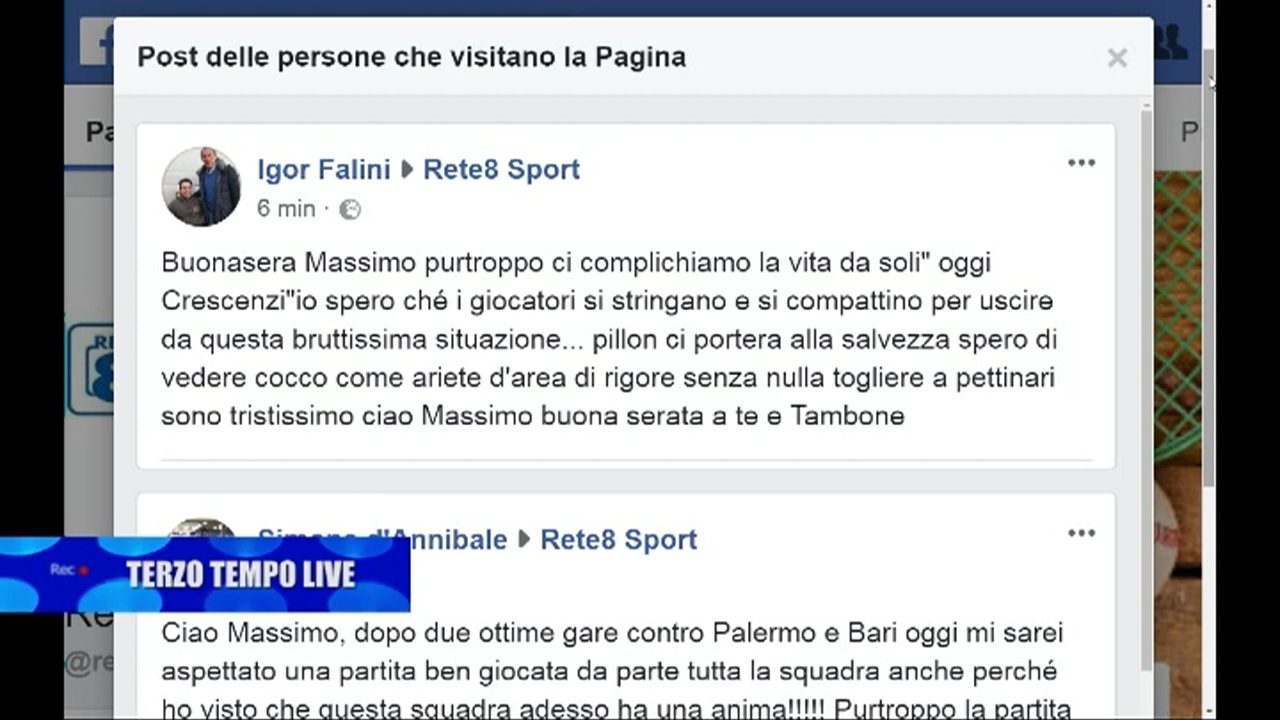 Post delle persone che visitano la Pagina
Pa
P
Igor Falini Rete8 Sport
6 min ·
Buonasera Massimo purtroppo ci complichiamo la vita da soli" oggi
Crescenzi"io spero ché i giocatori si stringano e si compattino per uscire
da questa bruttissima situazione... pillon ci portera alla salvezza spero di
vedere cocco come ariete d'area di rigore senza nulla togliere a pettinari
sono tristissimo ciao Massimo buona serata a te e Tambone
RE
8
Simone d'Annibale Rete8 Sport
Rec
TERZO TEMPO LIVE
Re
@re
Ciao Massimo, dopo due ottime gare contro Palermo e Bari oggi mi sarei
aspettato una partita ben giocata da parte tutta la squadra anche perché
ho visto che questa squadra adesso ha una anima!!!!! Purtroppo la partita